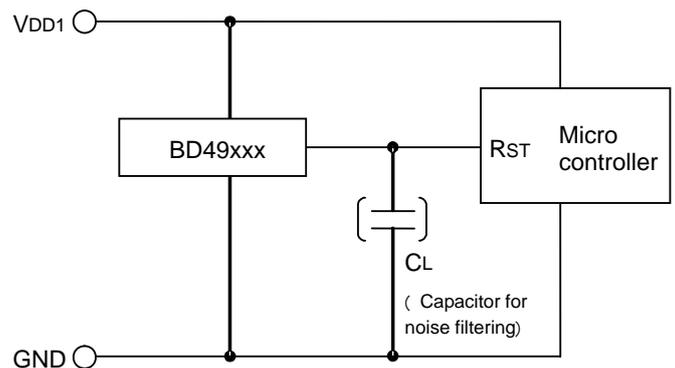 VDD1
BD49xxx
RST
Micro
controller
CL
( Capacitor for
noise filtering)
GND